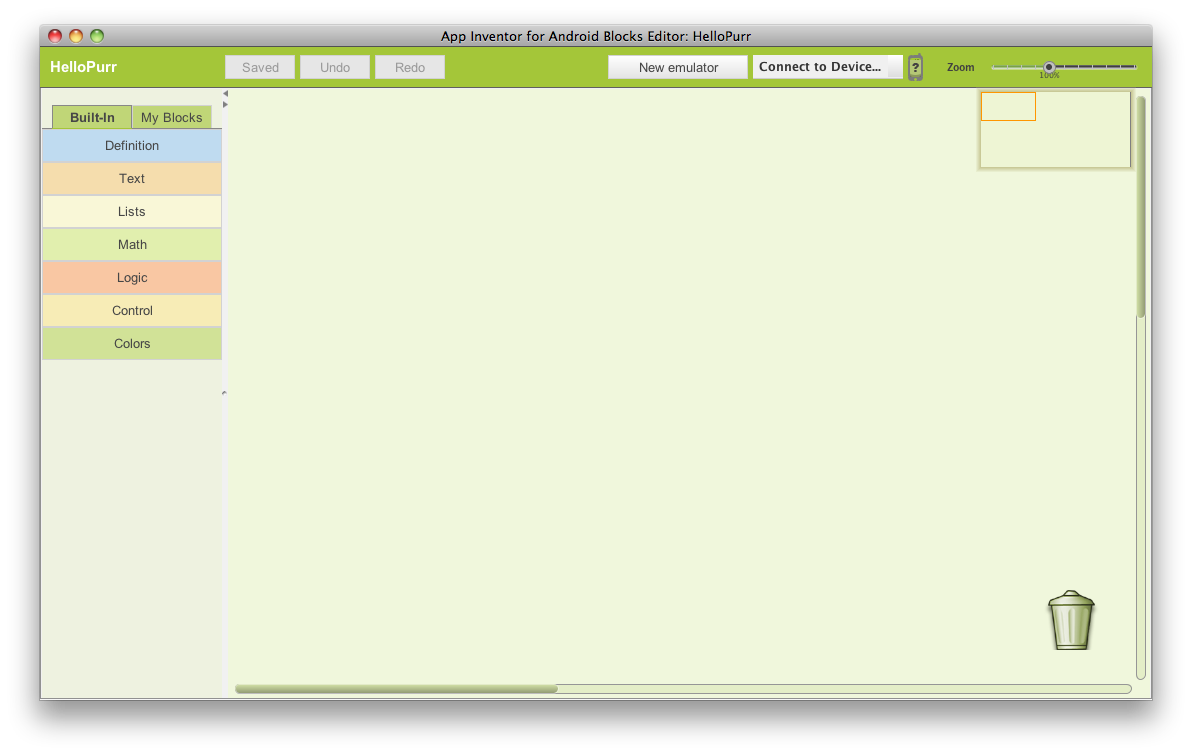 App Inventor for Android Blocks Editor: HelloPurr
HelloPurr Saved Undo Redo New emulator Connect to Device... ? Zoom
100%
Built-In My Blocks
Definition
Text
Lists
Math
Logic
Control
Colors